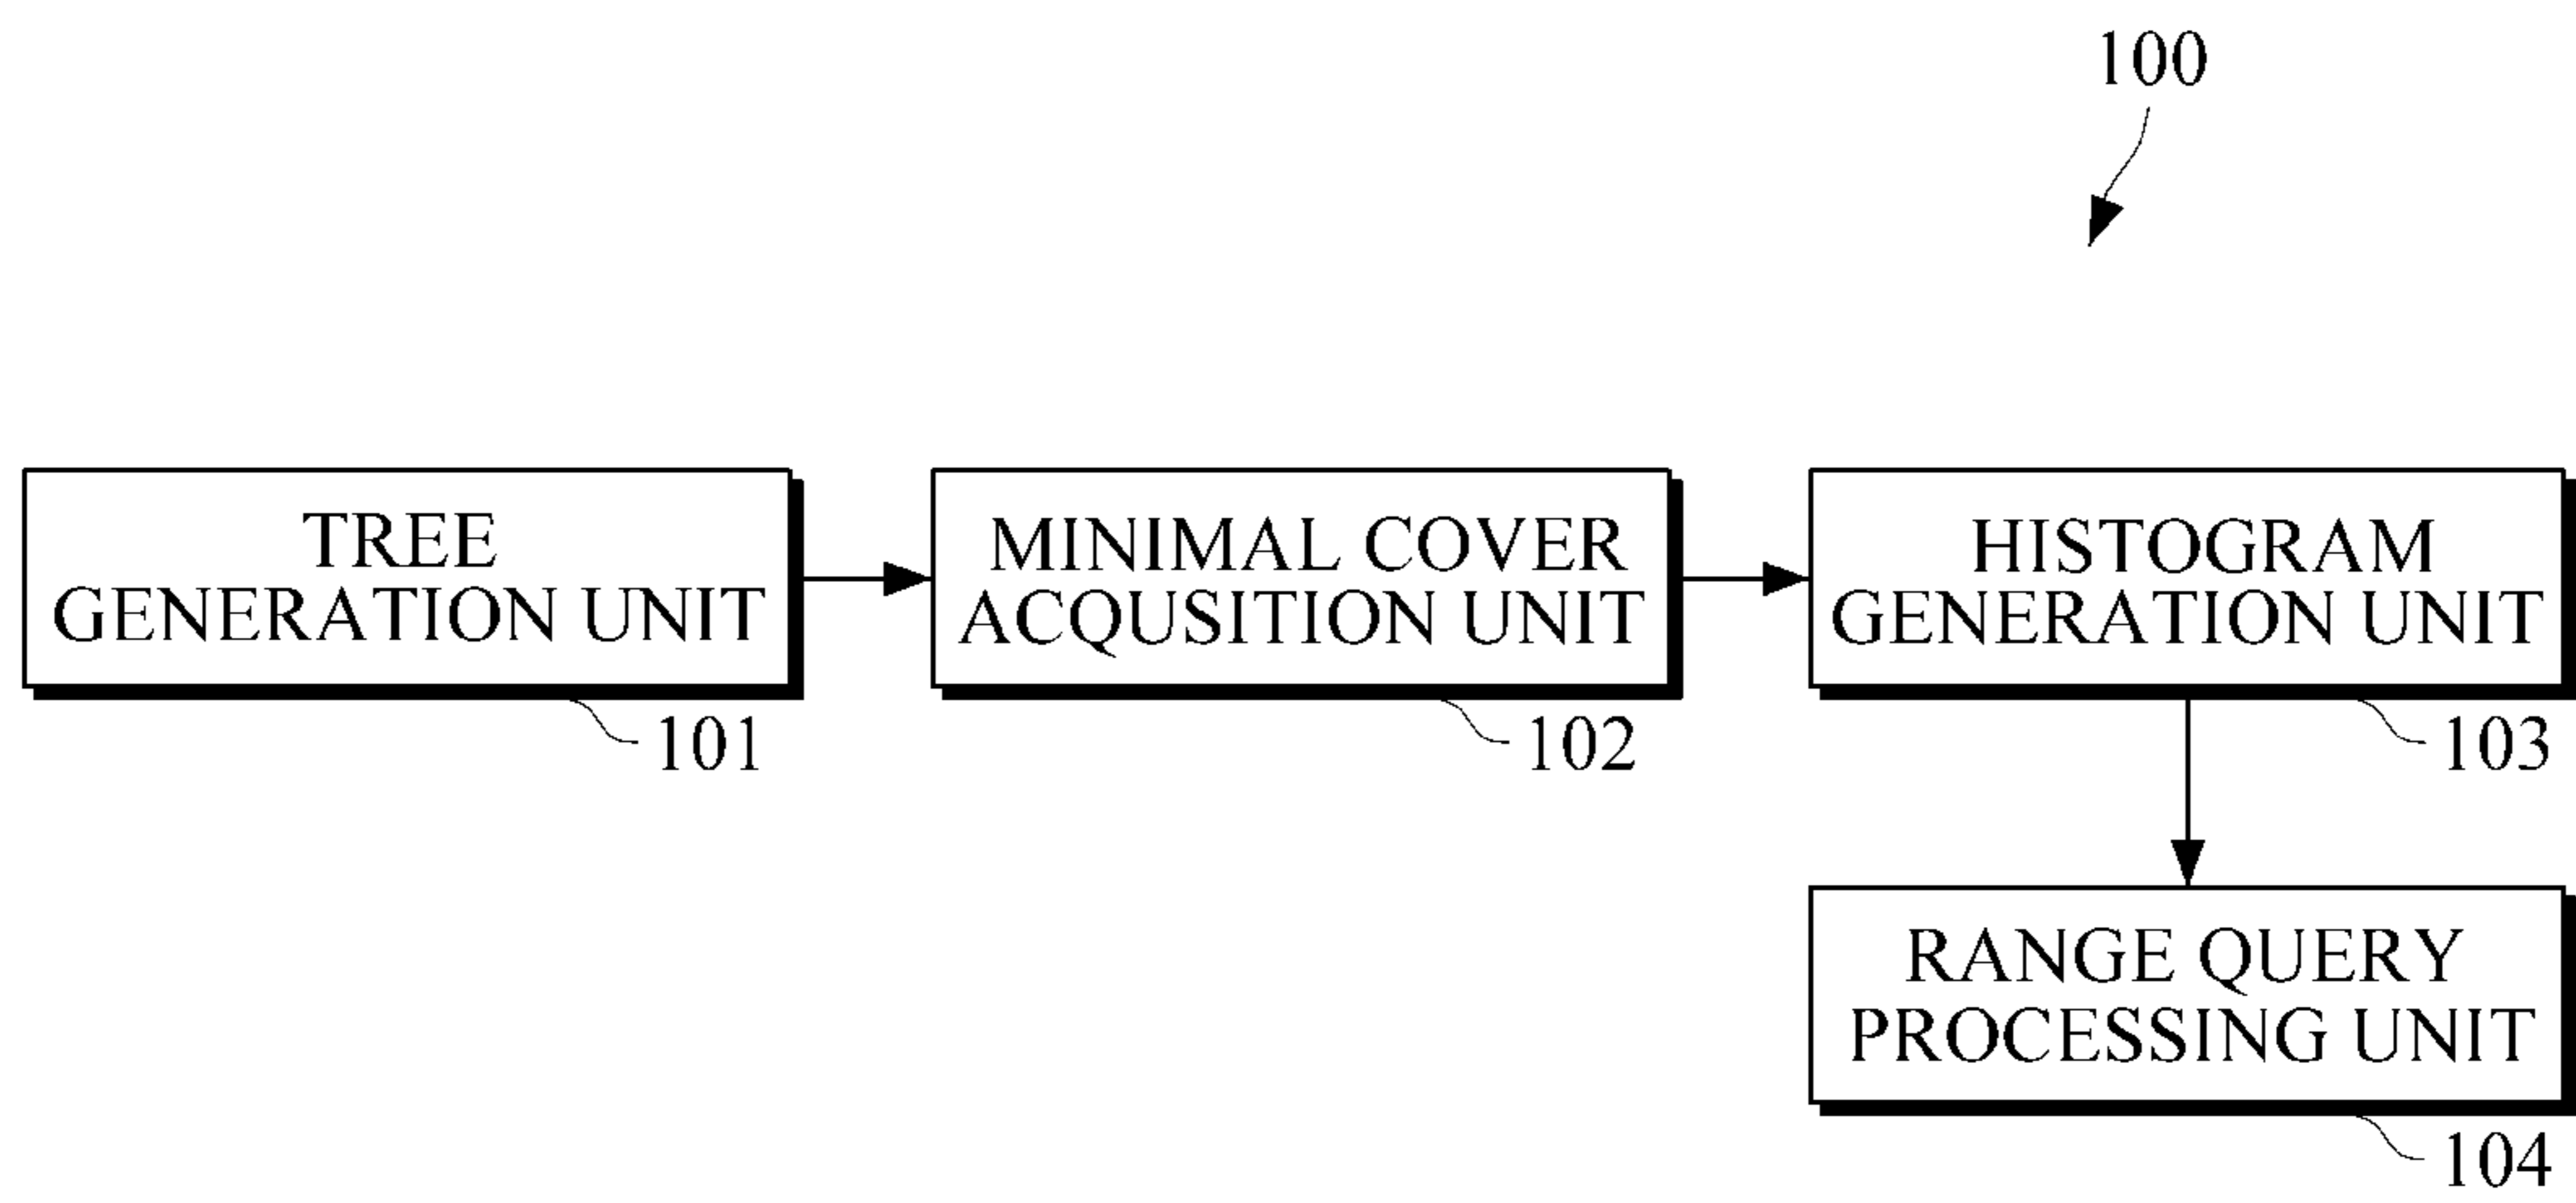 100
TREE
GENERATION UNIT
101
MINIMAL COVER
ACQUSITION UNIT
102
HISTOGRAM
GENERATION UNIT
103
RANGE QUERY
PROCESSING UNIT
104